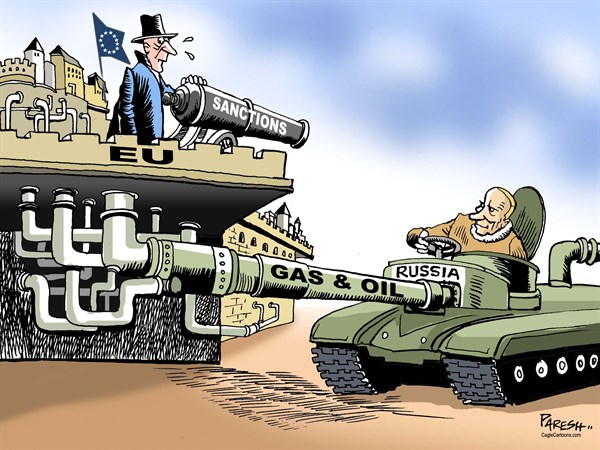 SANCTIONS
EU
GAS & OIL
RUSSIA
PARESH
CagleCartoons.com